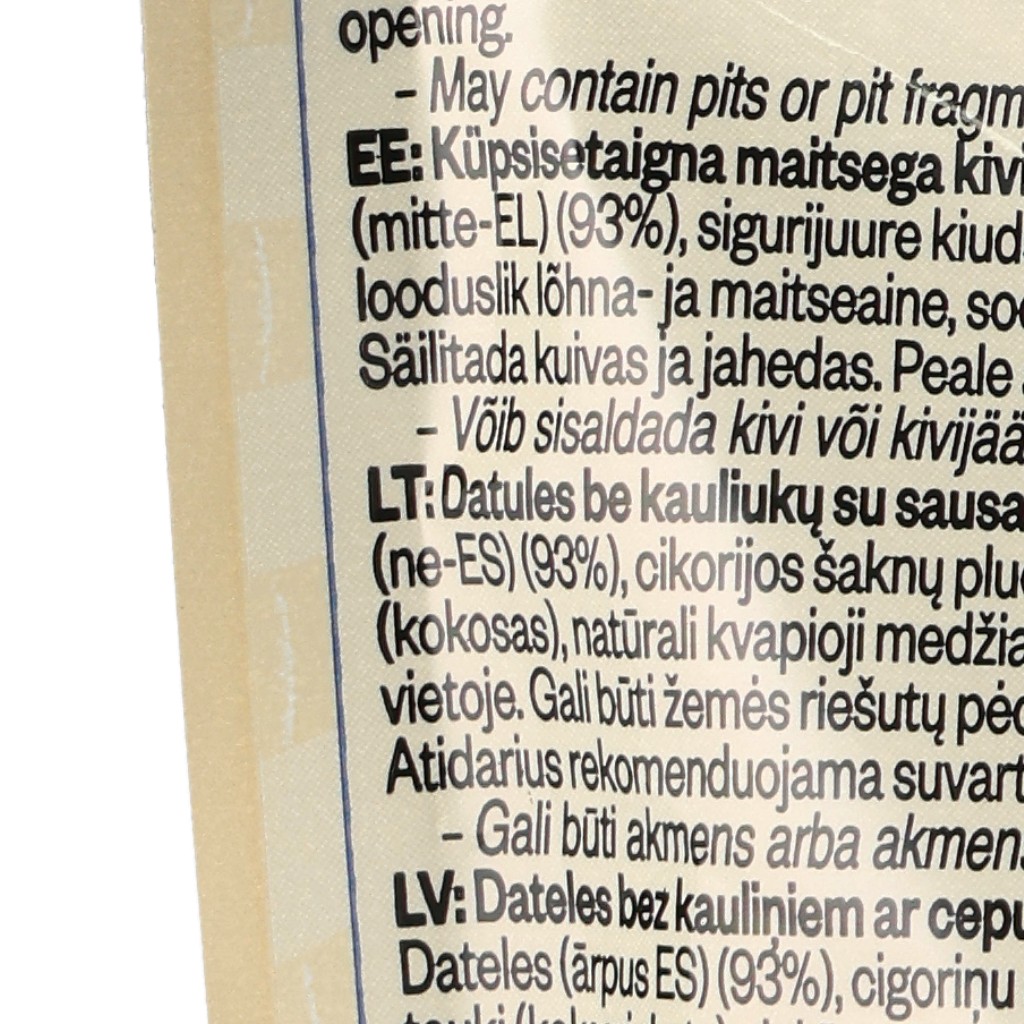 opening.
– May contain pits or pit
EE: Küpsisetaigna maitsega
(mitte-EL) (93%), sigurijuure
looduslik lõhna- ja maitseaine,
Säilitada kuivas ja jahedas. Peale
– Võib sisaldada kivi või
LT: Datules be kauliukų su
(ne-ES) (93%), cikorijos šaknų
(kokosas), natūrali kvapioji
vietoje. Gali būti žemės riešutų
Atidarius rekomenduojama
– Gali būti akmens arba
LV: Dateles bez kauliņiem ar
Dateles (ārpus ES) (93%), cigoriņu